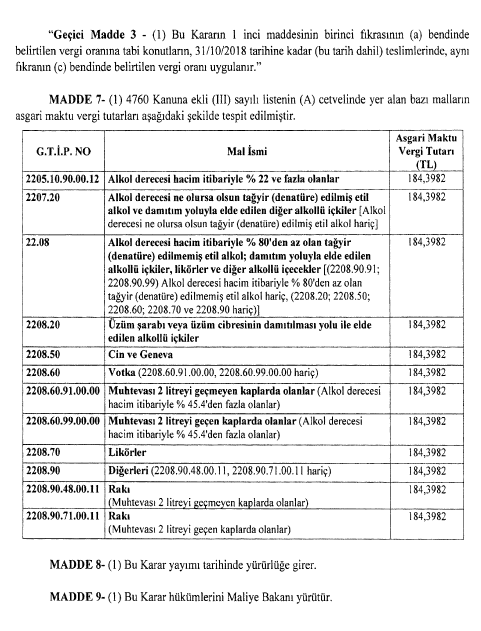 “Geçici Madde 3 - (1) Bu Kararın 1 inci maddesinin birinci fıkrasının (a) bendinde
belirtilen vergi oranına tabi konutların, 31/10/2018 tarihine kadar (bu tarih dahil) teslimlerinde, aynı
fıkranın (c) bendinde belirtilen vergi oranı uygulanır.”
MADDE 7- (1) 4760 Kanuna ekli (III) sayılı listenin (A) cetvelinde yer alan bazı malların
asgari maktu vergi tutarları aşağıdaki şekilde tespit edilmiştir.
G.T.İ.P. NO Mal İsmi Asgari Maktu
Vergi Tutarı
(TL)
2205.10.90.00.12 Alkol derecesi hacim itibariyle % 22 ve fazla olanlar 184,3982
2207.20 Alkol derecesi ne olursa olsun tağyir (denatüre) edilmiş etil 184,3982
alkol ve damıtım yoluyla elde edilen diğer alkollü içkiler [Alkol
derecesi ne olursa olsun tağyir (denatüre) edilmiş etil alkol hariç]
22.08 Alkol derecesi hacim itibariyle % 80'den az olan tağyir 184,3982
(denatüre) edilmemiş etil alkol; damıtım yoluyla elde edilen
alkollü içkiler, likörler ve diğer alkollü içecekler [(2208.90.91;
2208.90.99) Alkol derecesi hacim itibariyle % 80'den az olan
tağyir (denatüre) edilmemiş etil alkol hariç, (2208.20; 2208.50;
2208.60; 2208.70 ve 2208.90 hariç)]
2208.20 Üzüm şarabı veya üzüm cibresinin damıtılması yolu ile elde 184,3982
edilen alkollü içkiler
2208.50 Cin ve Geneva 184,3982
2208.60 Votka (2208.60.91.00.00, 2208.60.99.00.00 hariç) 184,3982
2208.60.91.00.00 Muhtevası 2 litreyi geçmeyen kaplarda olanlar (Alkol derecesi 184,3982
hacim itibariyle % 45.4'den fazla olanlar)
2208.60.99.00.00 Muhtevası 2 litreyi geçen kaplarda olanlar (Alkol derecesi 184,3982
hacim itibariyle % 45.4'den fazla olanlar)
2208.70 Likörler 184,3982
2208.90 Diğerleri (2208.90.48.00.11, 2208.90.71.00.11 hariç) 184,3982
2208.90.48.00.11 Rakı 184,3982
(Muhtevası 2 litreyi geçmeyen kaplarda olanlar)
2208.90.71.00.11 Rakı 184,3982
(Muhtevası 2 litreyi geçen kaplarda olanlar)
MADDE 8- (1) Bu Karar yayımı tarihinde yürürlüğe girer.
MADDE 9- (1) Bu Karar hükümlerini Maliye Bakanı yürütür.